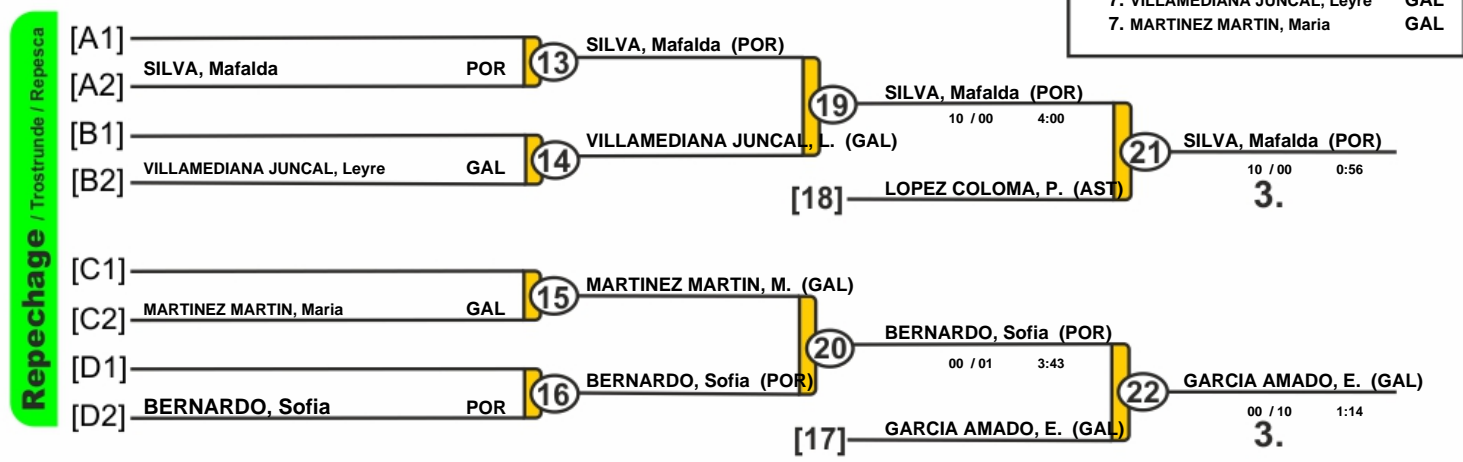 7. VILLAMEDIANA JUNCAL, Leyre GAL
7. MARTINEZ MARTIN, Maria GAL
Repechage / Trostrunde / Repesca
[A1]
SILVA, Mafalda POR
[A2]
13
SILVA, Mafalda (POR)
[B1]
VILLAMEDIANA JUNCAL, Leyre GAL
[B2]
14
VILLAMEDIANA JUNCAL, L. (GAL)
19
SILVA, Mafalda (POR)
10 / 00 4:00
[18]
LOPEZ COLOMA, P. (AST)
21
SILVA, Mafalda (POR)
10 / 00 0:56
3.
[C1]
MARTINEZ MARTIN, Maria GAL
[C2]
15
MARTINEZ MARTIN, M. (GAL)
[D1]
BERNARDO, Sofia POR
[D2]
16
BERNARDO, Sofia (POR)
20
BERNARDO, Sofia (POR)
00 / 01 3:43
[17]
GARCIA AMADO, E. (GAL)
22
GARCIA AMADO, E. (GAL)
00 / 10 1:14
3.